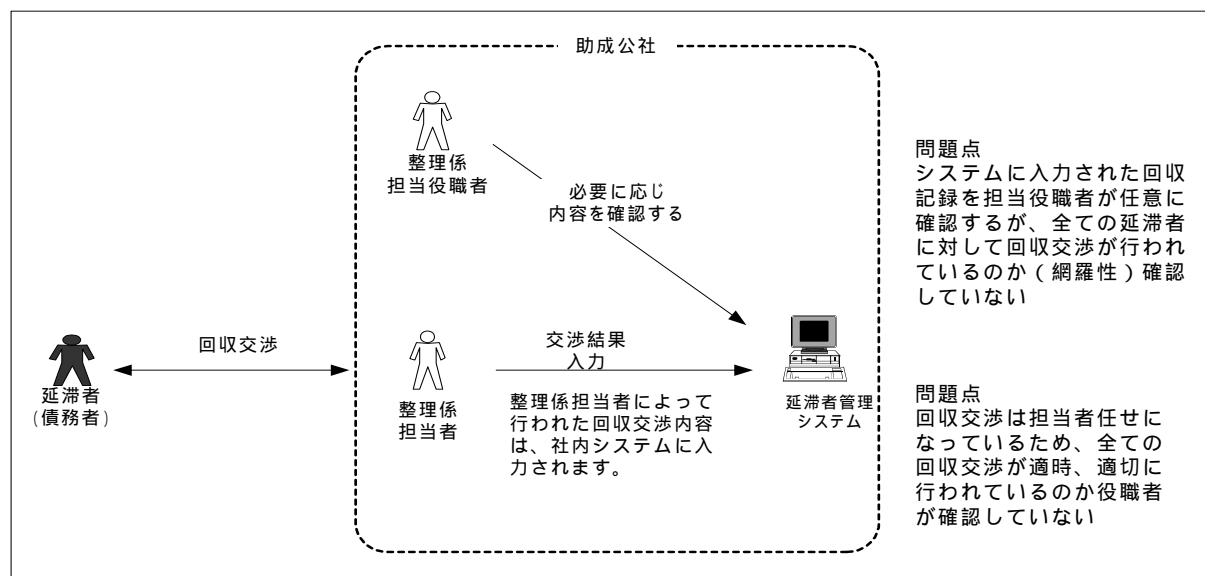 助成公社
整理係
担当役職者
必要に応じ
内容を確認する
問題点
システムに入力された回収
記録を担当役職者が任意に
確認するが、全ての延滞者
に対して回収交渉が行われ
ているのか（網羅性）確認
していない
回収交渉
延滞者
(債務者)
整理係
担当者
交渉結果
入力
整理係担当者によって
行われた回収交渉内容
は、社内システムに入
力されます。
延滞者管理
システム
問題点
回収交渉は担当者任せに
なっているため、全ての
回収交渉が適時、適切に
行われているのか役職者
が確認していない